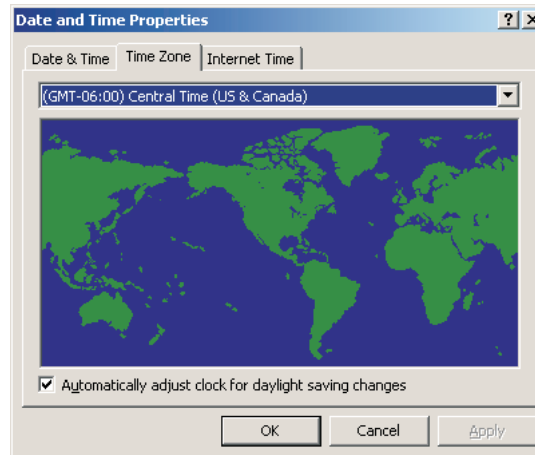 Date and Time Properties
Date & Time Time Zone Internet Time
(GMT-06:00) Central Time (US & Canada)
Automatically adjust clock for daylight saving changes
OK Cancel Apply